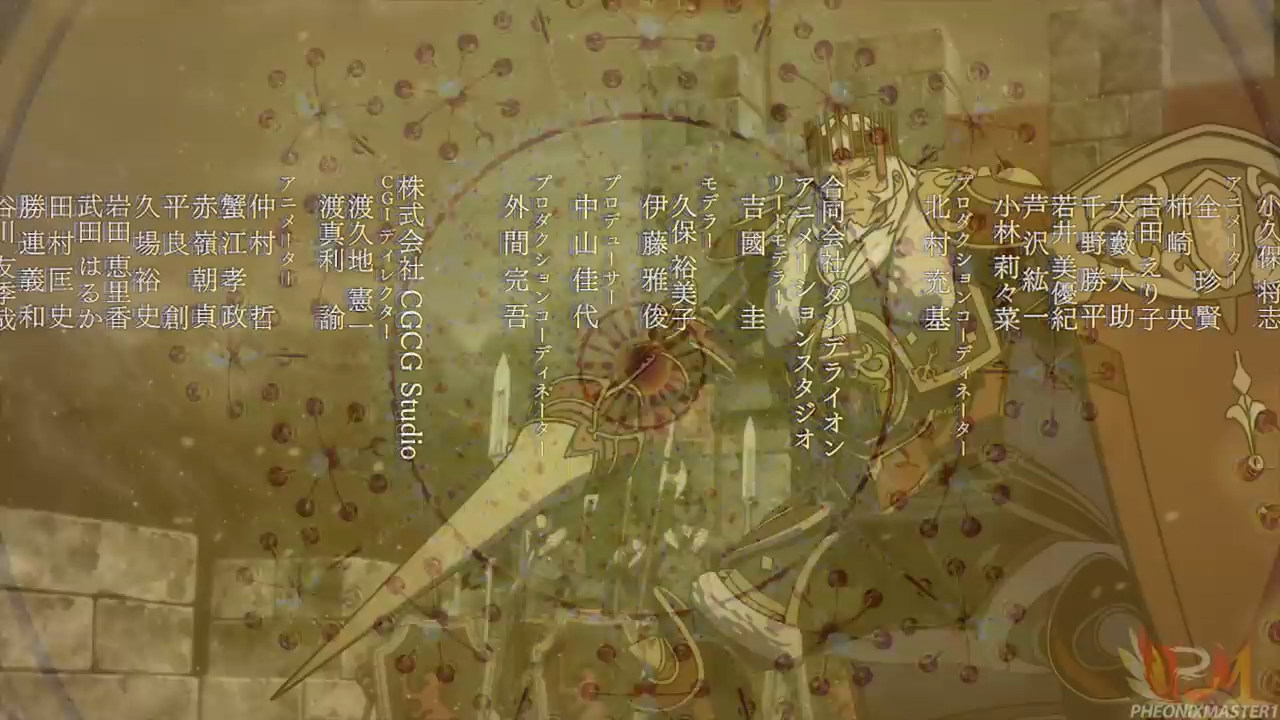 小久保将志
アニメーター
金珍賢
柿崎央
吉田えり子
大藪大助
千野勝平
若井美優紀
芦沢紘一
小林莉々菜
プロダクションコーディネーター
北村充基
合同会社ダンデライオン
アニメーションスタジオ
リードモデラー
吉國圭
モデラー
久保裕美子
伊藤雅俊
プロデューサー
中山佳代
プロダクションコーディネーター
外間完吾
株式会社 CGCG Studio
CGIディレクター
渡久地憲一
渡真利諭
アニメーター
仲村哲
蟹江孝政
赤嶺朝貞
平良創
久場裕史
岩田恵里香
武田はるか
田村匡史
勝連義和
谷川友季哉
PHEONIXMASTER1